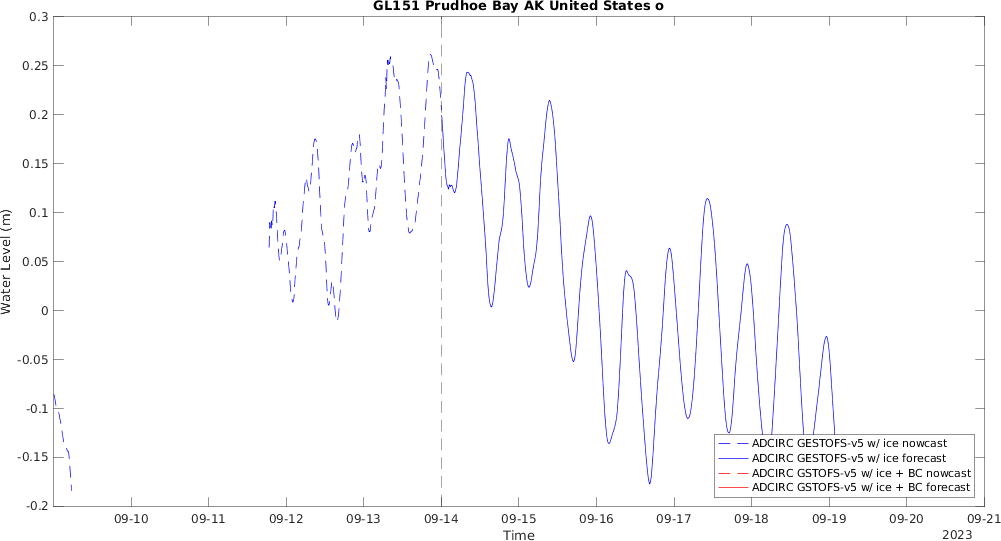 GL151 Prudhoe Bay AK United States o
0.3
0.25
0.2
0.15
0.1
0.05
0
-0.05
-0.1
-0.15
-0.2
Water Level (m)
ADCIRC GESTOFS-v5 w/ ice nowcast
ADCIRC GESTOFS-v5 w/ ice forecast
ADCIRC GSTOFS-v5 w/ ice + BC nowcast
ADCIRC GSTOFS-v5 w/ ice + BC forecast
09-10 09-11 09-12 09-13 09-14 09-15 09-16 09-17 09-18 09-19 09-20 09-21
Time
2023